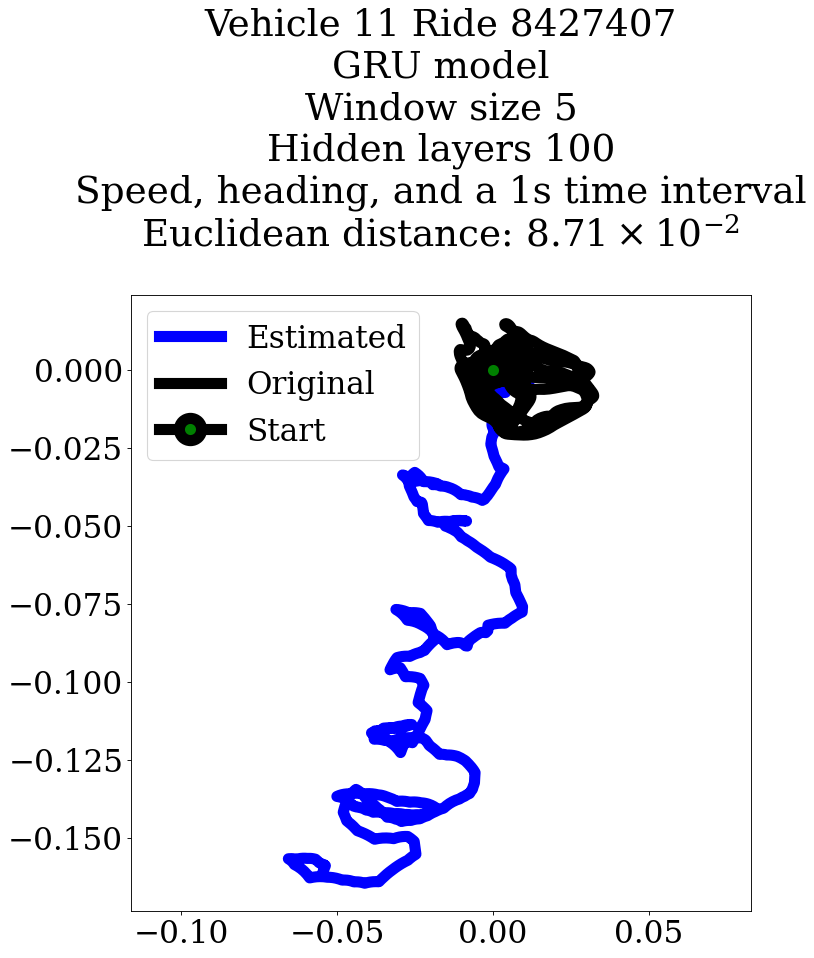 Vehicle 11 Ride 8427407
GRU model
Window size 5
Hidden layers 100
Speed, heading, and a 1s time interval
Euclidean distance: 8.71 × 10⁻²
Estimated
Original
Start
0.000
−0.025
−0.050
−0.075
−0.100
−0.125
−0.150
−0.10 −0.05 0.00 0.05